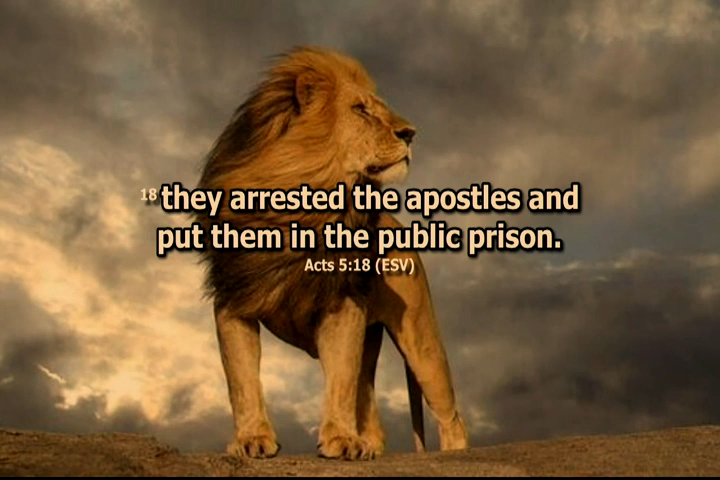 18 they arrested the apostles and
put them in the public prison.
Acts 5:18 (ESV)